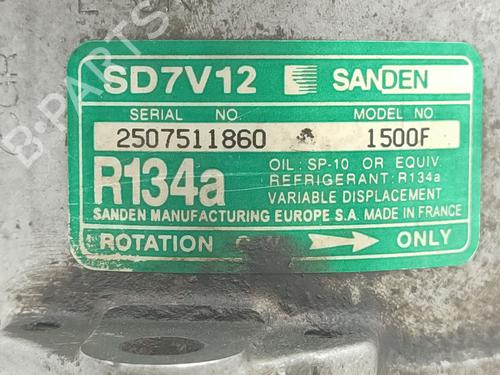 SD7V12 SANDEN
SERIAL NO. MODEL NO
2507511860 1500F
R134a
OIL: SP-10 OR EQUIV.
REFRIGERANT: R134a
VARIABLE DISPLACEMENT
SANDEN MANUFACTURING EUROPE S.A. MADE IN FRANCE
ROTATION ONLY
B-PARTS